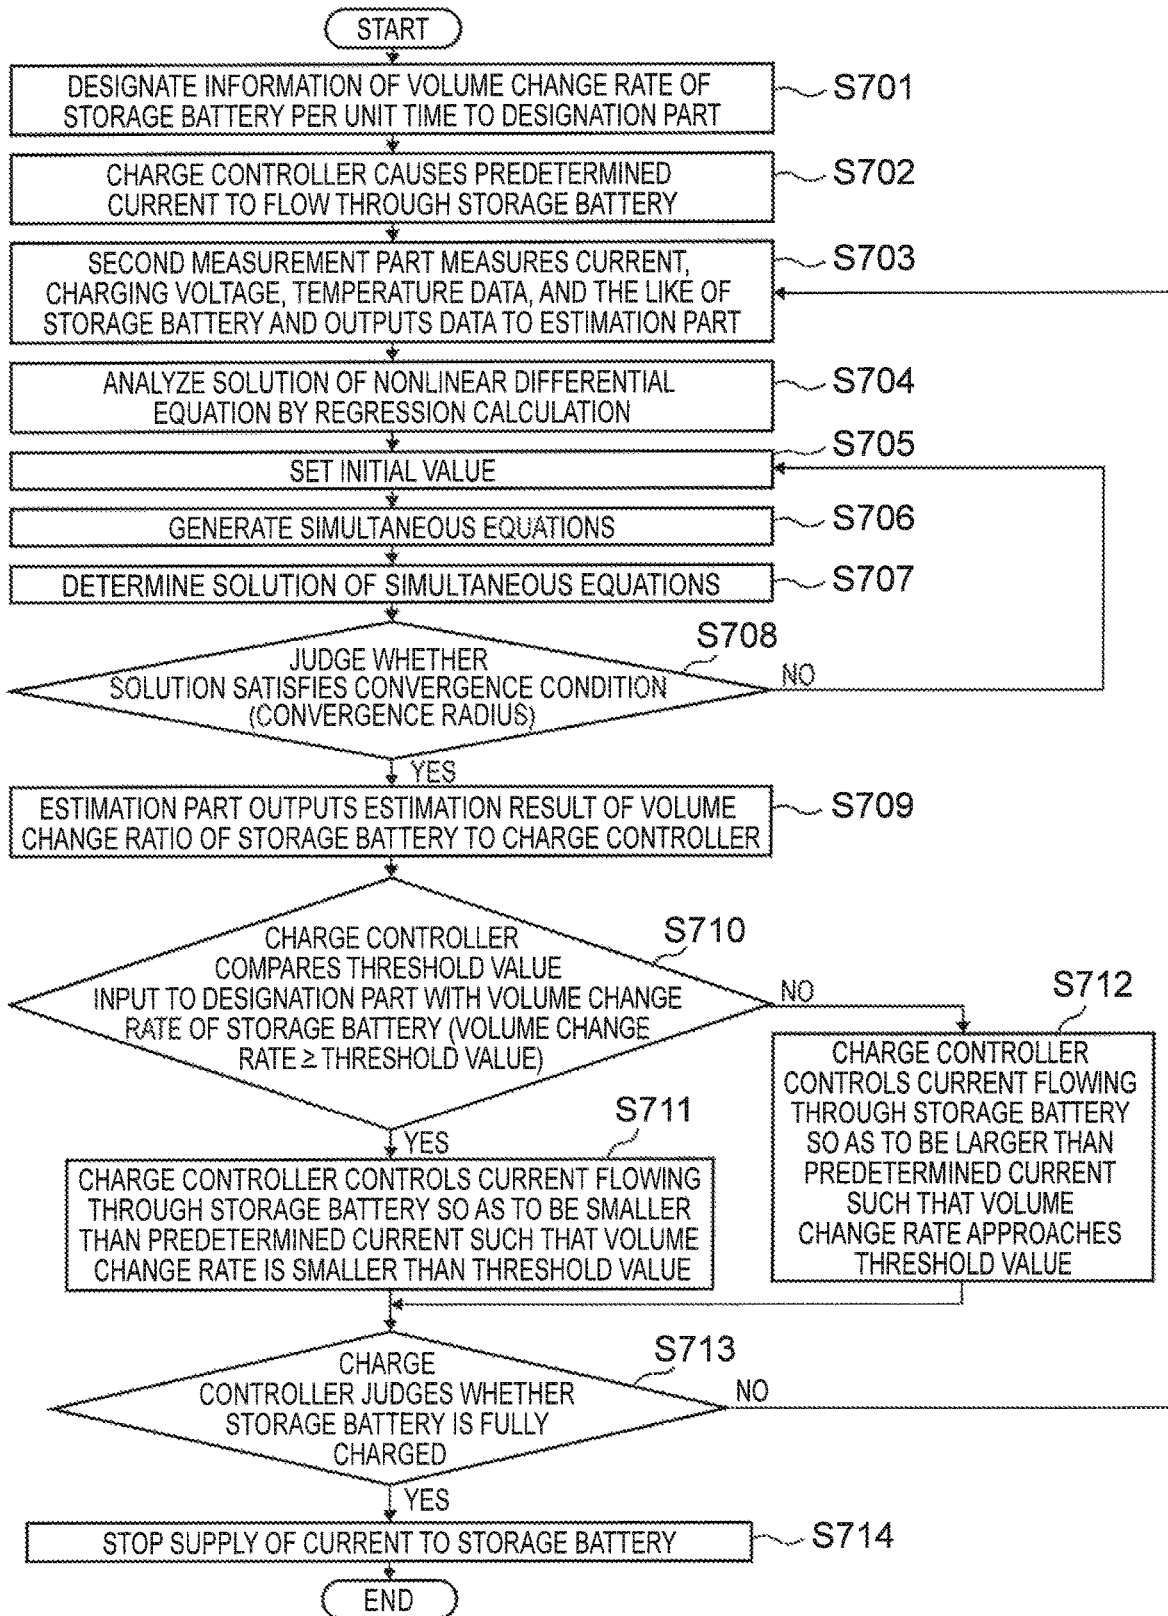 START
DESIGNATE INFORMATION OF VOLUME CHANGE RATE OF
STORAGE BATTERY PER UNIT TIME TO DESIGNATION PART
S701
CHARGE CONTROLLER CAUSES PREDETERMINED
CURRENT TO FLOW THROUGH STORAGE BATTERY
S702
SECOND MEASUREMENT PART MEASURES CURRENT,
CHARGING VOLTAGE, TEMPERATURE DATA, AND THE LIKE OF
STORAGE BATTERY AND OUTPUTS DATA TO ESTIMATION PART
S703
ANALYZE SOLUTION OF NONLINEAR DIFFERENTIAL
EQUATION BY REGRESSION CALCULATION
S704
SET INITIAL VALUE
S705
GENERATE SIMULTANEOUS EQUATIONS
S706
DETERMINE SOLUTION OF SIMULTANEOUS EQUATIONS
S707
S708
JUDGE WHETHER
SOLUTION SATISFIES CONVERGENCE CONDITION
(CONVERGENCE RADIUS)
NO
YES
ESTIMATION PART OUTPUTS ESTIMATION RESULT OF VOLUME
CHANGE RATIO OF STORAGE BATTERY TO CHARGE CONTROLLER
S709
S710
CHARGE CONTROLLER
COMPARES THRESHOLD VALUE
INPUT TO DESIGNATION PART WITH VOLUME CHANGE
RATE OF STORAGE BATTERY (VOLUME CHANGE
RATE ≥ THRESHOLD VALUE)
NO
YES
S712
CHARGE CONTROLLER
CONTROLS CURRENT FLOWING
THROUGH STORAGE BATTERY
SO AS TO BE LARGER THAN
PREDETERMINED CURRENT
SUCH THAT VOLUME
CHANGE RATE APPROACHES
THRESHOLD VALUE
S711
CHARGE CONTROLLER CONTROLS CURRENT FLOWING
THROUGH STORAGE BATTERY SO AS TO BE SMALLER
THAN PREDETERMINED CURRENT SUCH THAT VOLUME
CHANGE RATE IS SMALLER THAN THRESHOLD VALUE
S713
CHARGE
CONTROLLER JUDGES WHETHER
STORAGE BATTERY IS FULLY
CHARGED
NO
YES
STOP SUPPLY OF CURRENT TO STORAGE BATTERY
S714
END